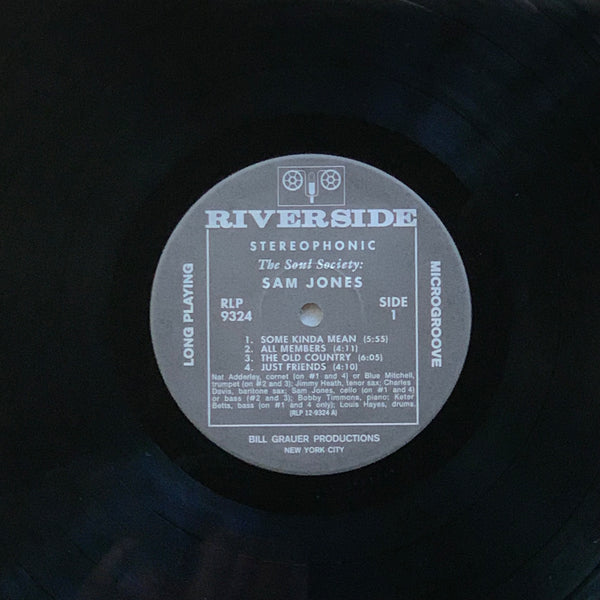 RIVERSIDE
STEREOPHONIC
The Soul Society:
SAM JONES
LONG PLAYING
MICROGROOVE
RLP
9324
SIDE
1
1. SOME KINDA MEAN (5:55)
2. ALL MEMBERS (4:11)
3. THE OLD COUNTRY (6:05)
4. JUST FRIENDS (4:10)
Nat Adderley, cornet (on #1 and 4) or Blue Mitchell,
trumpet (on #2 and 3); Jimmy Heath, tenor sax; Charles
Davis, baritone sax; Sam Jones, cello (on #1 and 4)
or bass (#2 and 3); Bobby Timmons, piano; Keter
Betts, bass (on #1 and 4 only); Louis Hayes, drums.
(RLP 12-9324 A)
BILL GRAUER PRODUCTIONS
NEW YORK CITY